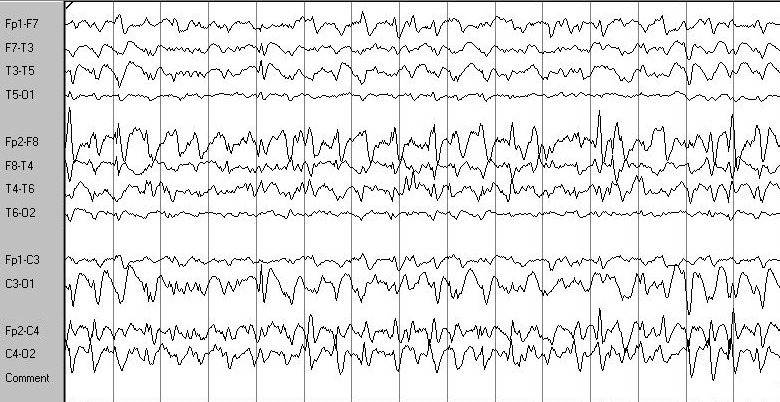 Fp1-F7
F7-T3
T3-T5
T5-O1
Fp2-F8
F8-T4
T4-T6
T6-O2
Fp1-C3
C3-O1
Fp2-C4
C4-O2
Comment